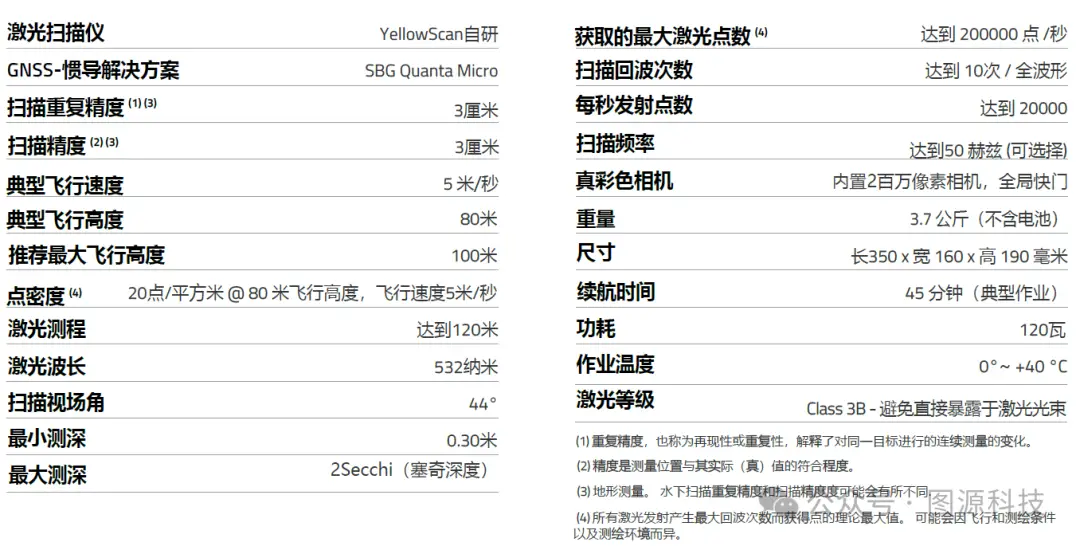 激光扫描仪 YellowScan自研
GNSS-惯导解决方案 SBG Quanta Micro
扫描重复精度 (1) (3) 3厘米
扫描精度 (2) (3) 3厘米
典型飞行速度 5 米/秒
典型飞行高度 80米
推荐最大飞行高度 100米
点密度 (4) 20点/平方米 @ 80 米飞行高度，飞行速度5米/秒
激光测程 达到120米
激光波长 532纳米
扫描视场角 44°
最小测深 0.30米
最大测深 2Secchi（塞奇深度）
获取的最大激光点数 (4) 达到 200000 点 /秒
扫描回波次数 达到 10次 / 全波形
每秒发射点数 达到 20000
扫描频率 达到50 赫兹 (可选择)
真彩色相机 内置2百万像素相机，全局快门
重量 3.7 公斤（不含电池）
尺寸 长350 x 宽 160 x 高 190 毫米
续航时间 45 分钟（典型作业）
功耗 120瓦
作业温度 0°~ +40 °C
激光等级 Class 3B - 避免直接暴露于激光光束
(1) 重复精度，也称为再现性或重复性，解释了对同一目标进行的连续测量的变化。
(2) 精度是测量位置与其实际（真）值的符合程度。
(3) 地形测量。 水下扫描重复精度和扫描精度度可能会有所不同。
(4) 所有激光发射产生最大回波次数而获得点的理论最大值。 可能会因飞行和测绘条件
以及测绘环境而异。
公众号 · 图源科技